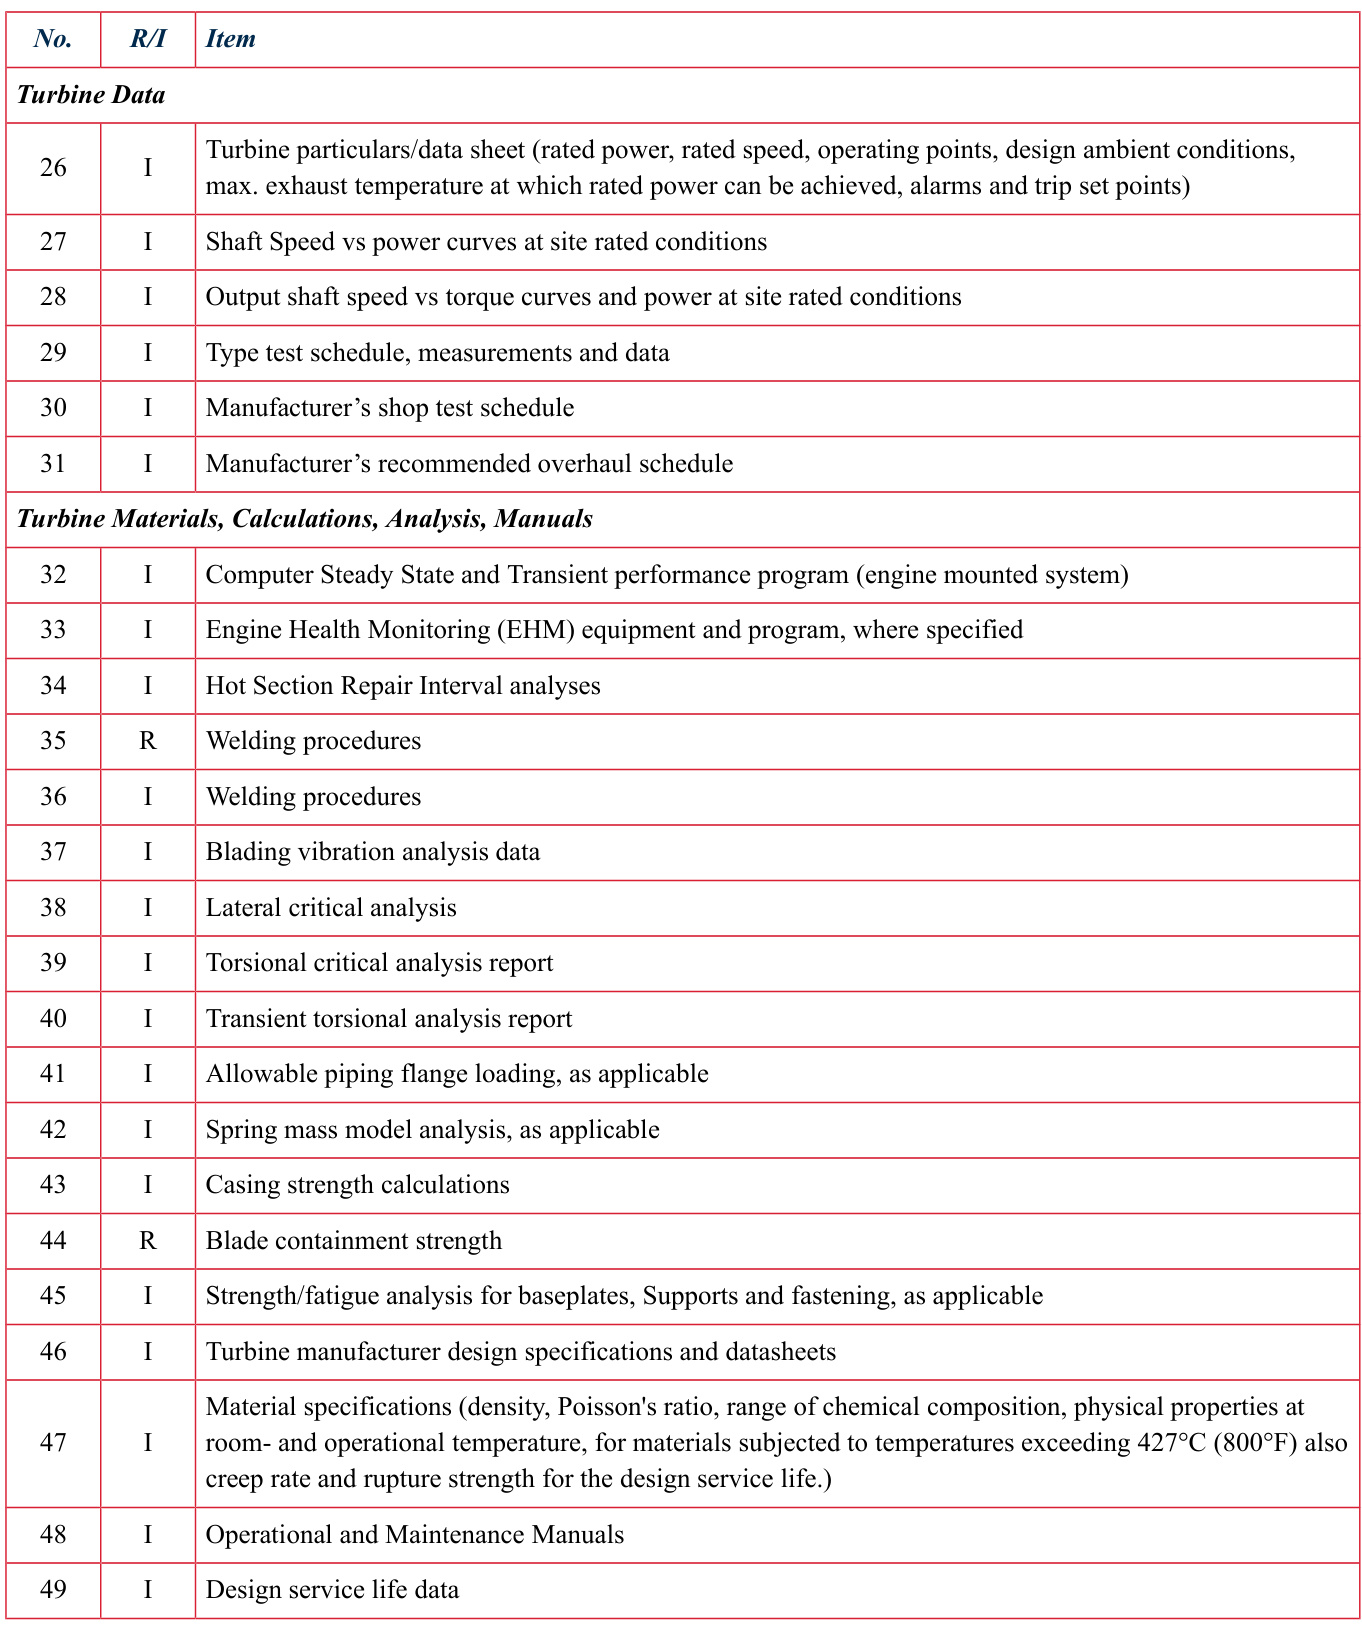 No. R/I Item
Turbine Data
26 I Turbine particulars/data sheet (rated power, rated speed, operating points, design ambient conditions,
max. exhaust temperature at which rated power can be achieved, alarms and trip set points)
27 I Shaft Speed vs power curves at site rated conditions
28 I Output shaft speed vs torque curves and power at site rated conditions
29 I Type test schedule, measurements and data
30 I Manufacturer’s shop test schedule
31 I Manufacturer’s recommended overhaul schedule
Turbine Materials, Calculations, Analysis, Manuals
32 I Computer Steady State and Transient performance program (engine mounted system)
33 I Engine Health Monitoring (EHM) equipment and program, where specified
34 I Hot Section Repair Interval analyses
35 R Welding procedures
36 I Welding procedures
37 I Blading vibration analysis data
38 I Lateral critical analysis
39 I Torsional critical analysis report
40 I Transient torsional analysis report
41 I Allowable piping flange loading, as applicable
42 I Spring mass model analysis, as applicable
43 I Casing strength calculations
44 R Blade containment strength
45 I Strength/fatigue analysis for baseplates, Supports and fastening, as applicable
46 I Turbine manufacturer design specifications and datasheets
47 I Material specifications (density, Poisson's ratio, range of chemical composition, physical properties at
room- and operational temperature, for materials subjected to temperatures exceeding 427°C (800°F) also
creep rate and rupture strength for the design service life.)
48 I Operational and Maintenance Manuals
49 I Design service life data